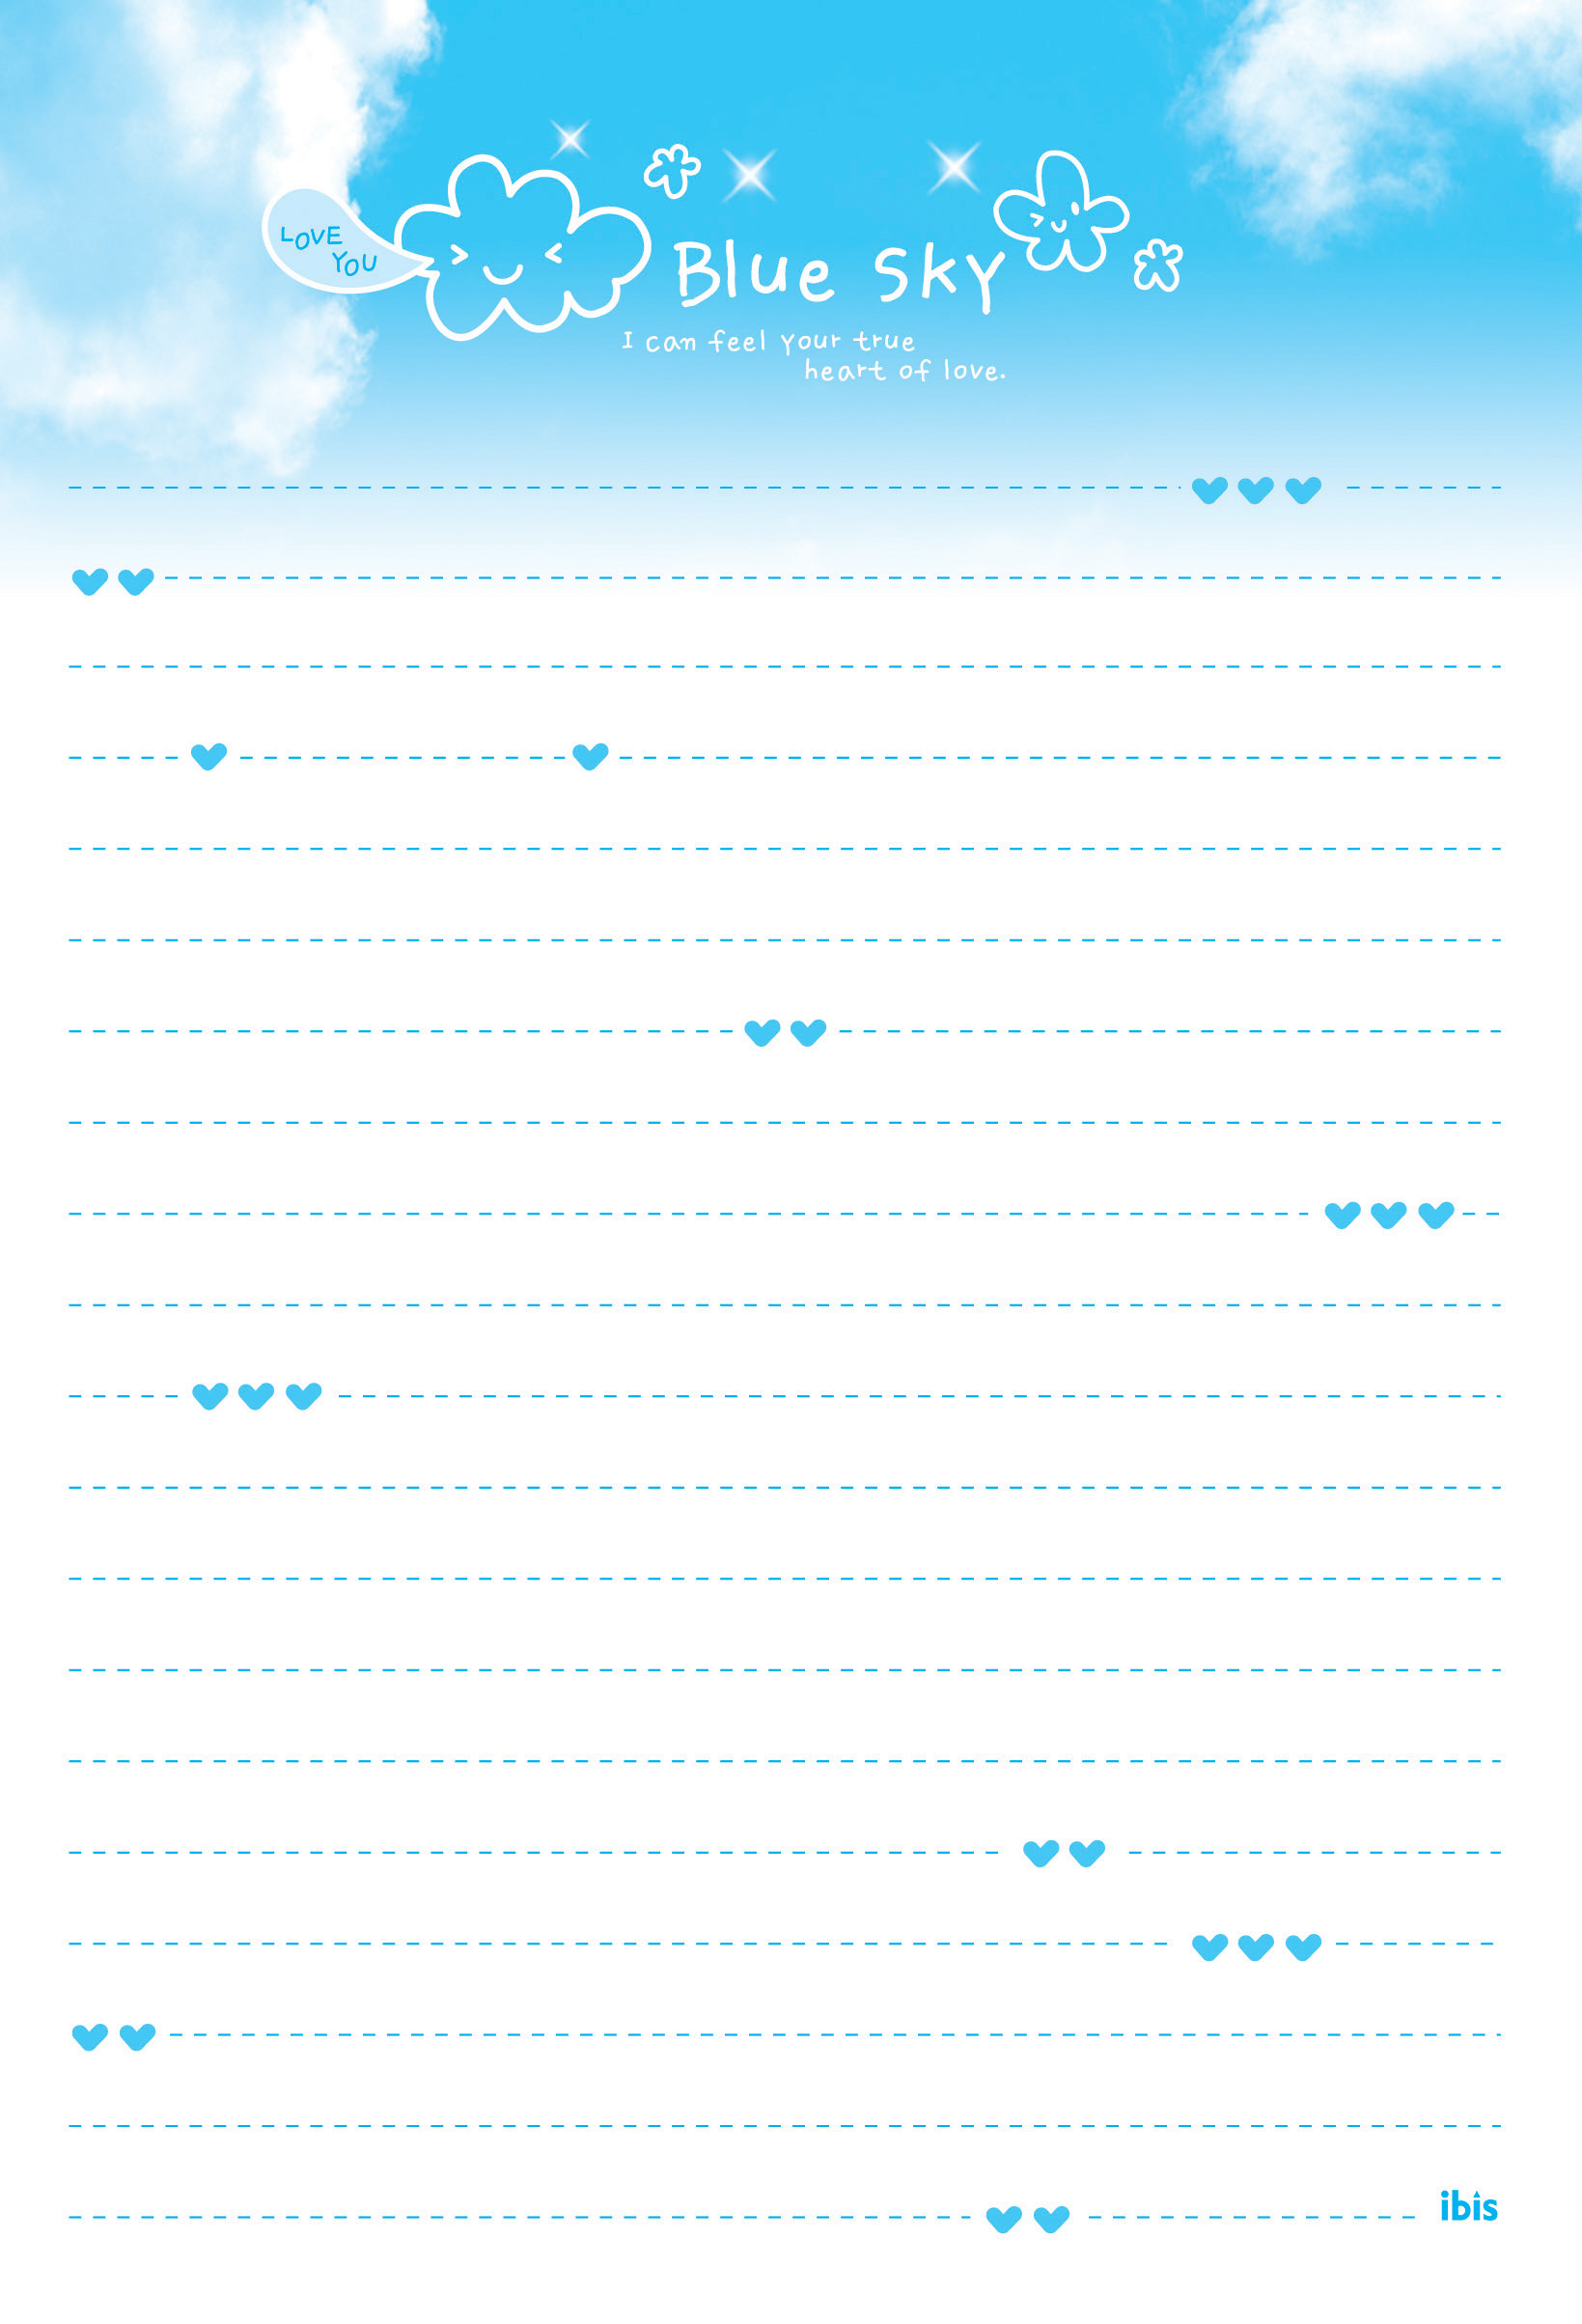 LOVE
YOU
Blue Sky
I can feel your true
heart of love.
ibis